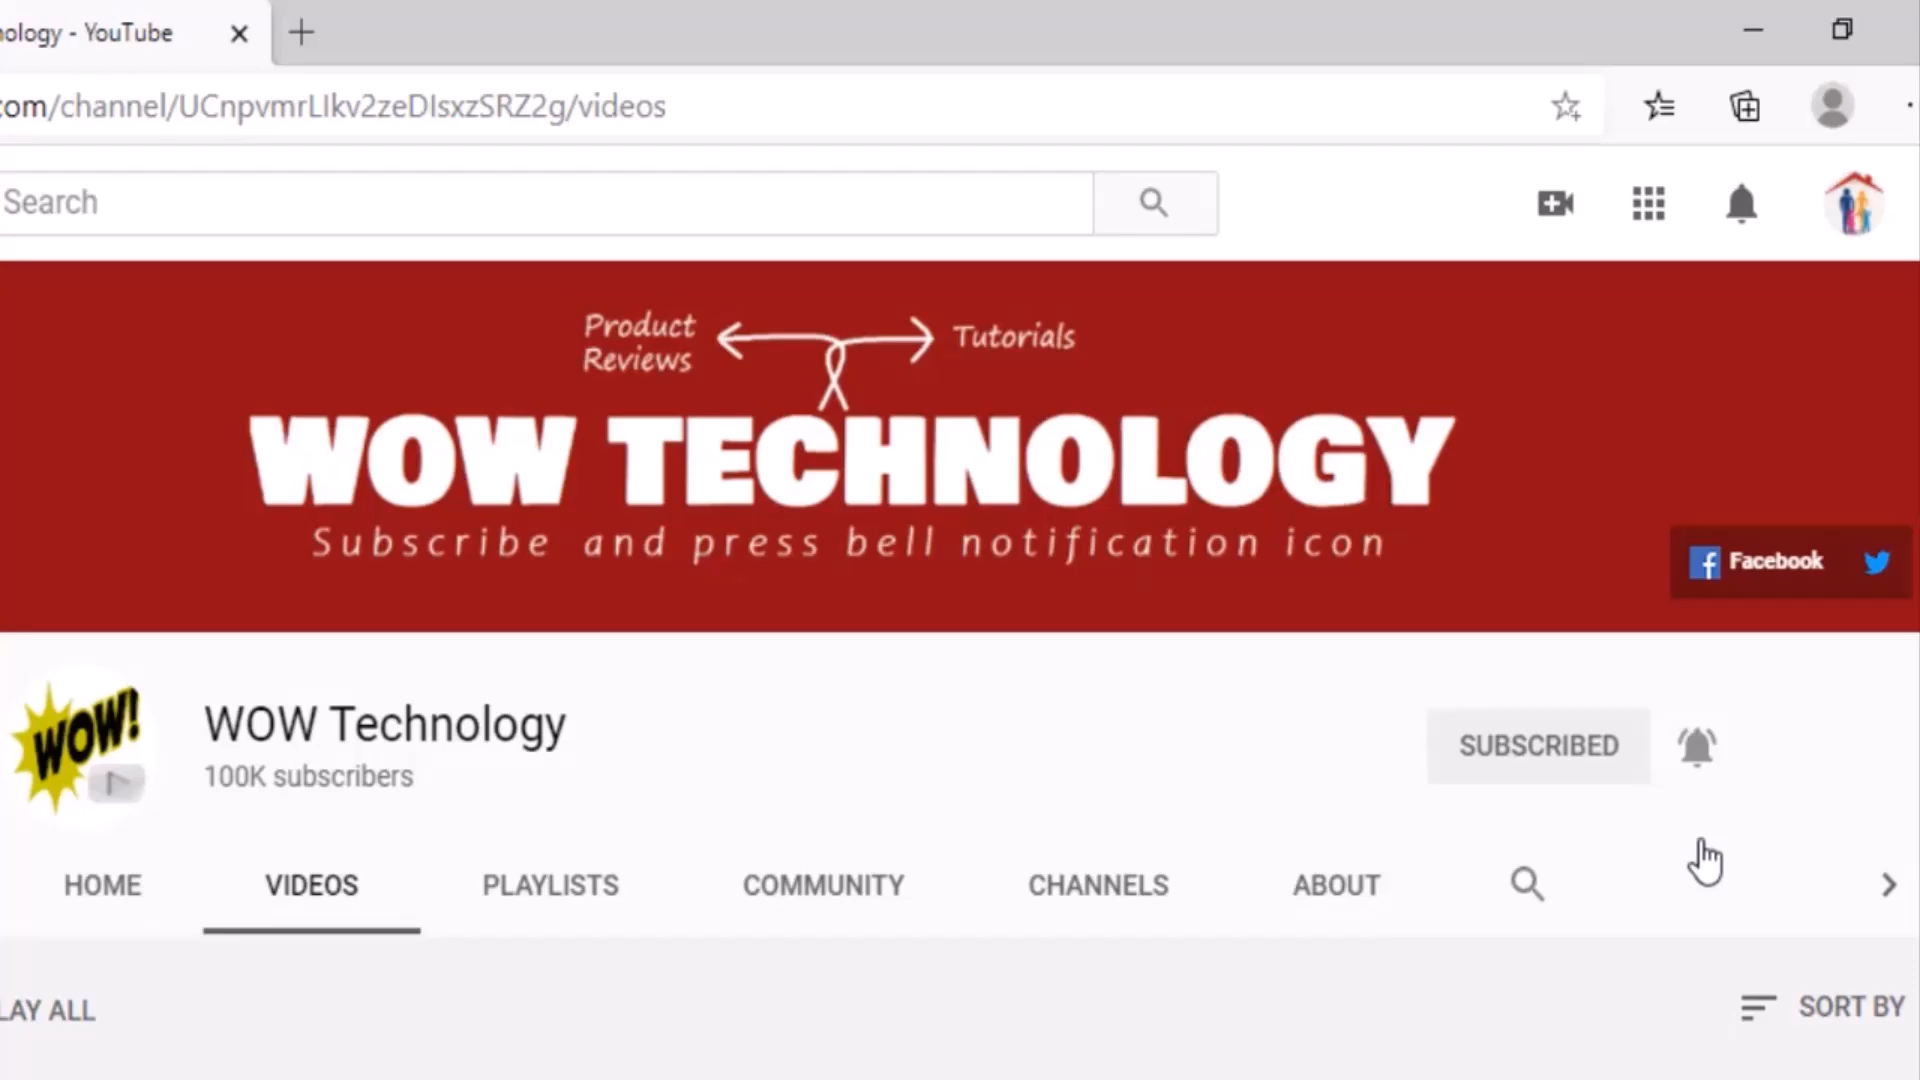 nology - YouTube
com/channel/UCnpvmrLIkv2zeDIsxzSRZ2g/videos
Search
Product
Reviews
Tutorials
WOW TECHNOLOGY
Subscribe and press bell notification icon
Facebook
WOW!
WOW Technology
100K subscribers
SUBSCRIBED
HOME
VIDEOS
PLAYLISTS
COMMUNITY
CHANNELS
ABOUT
LAY ALL
SORT BY